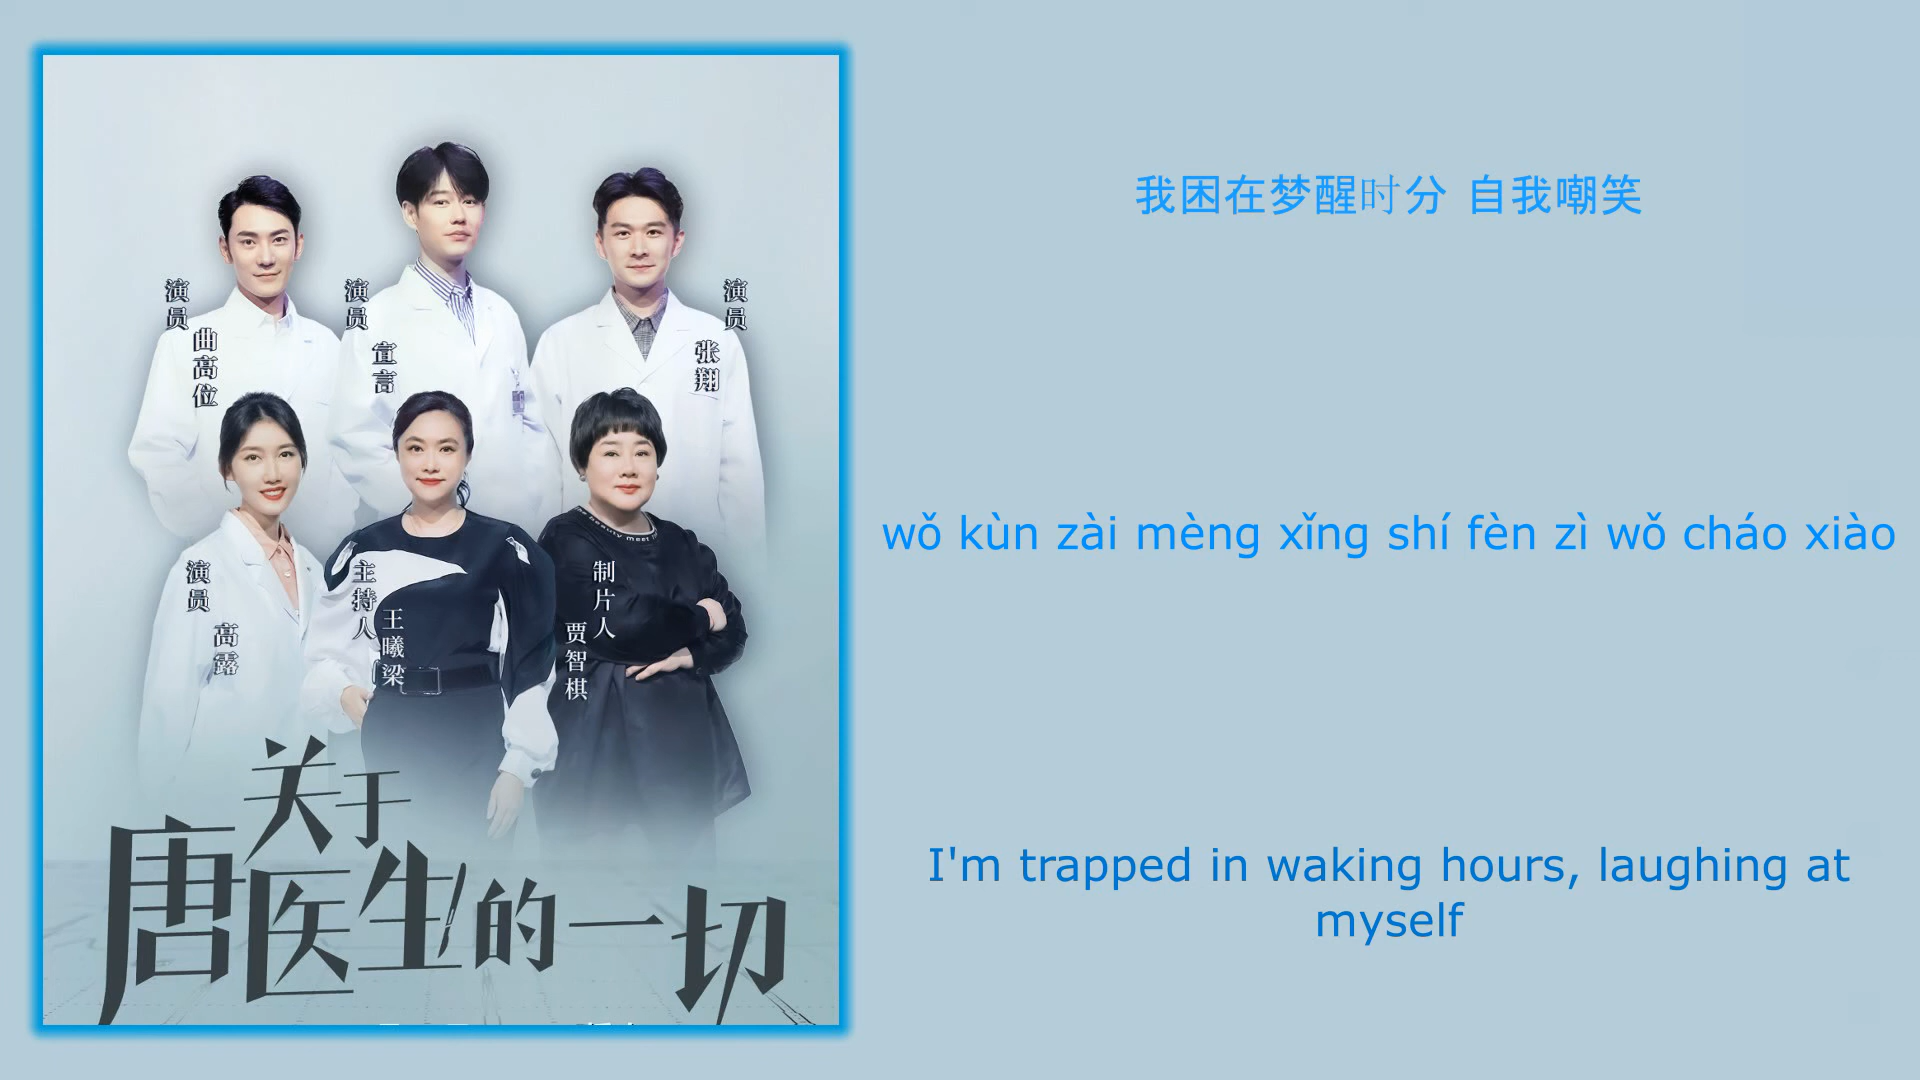 演员
曲高位
演员
宣言
演员
张翔
演员
高露
主持人
王曦梁
制片人
贾智棋
关于
唐医生的一切
我困在梦醒时分 自我嘲笑
wǒ kùn zài mèng xǐng shí fèn zì wǒ cháo xiào
I'm trapped in waking hours, laughing at
myself